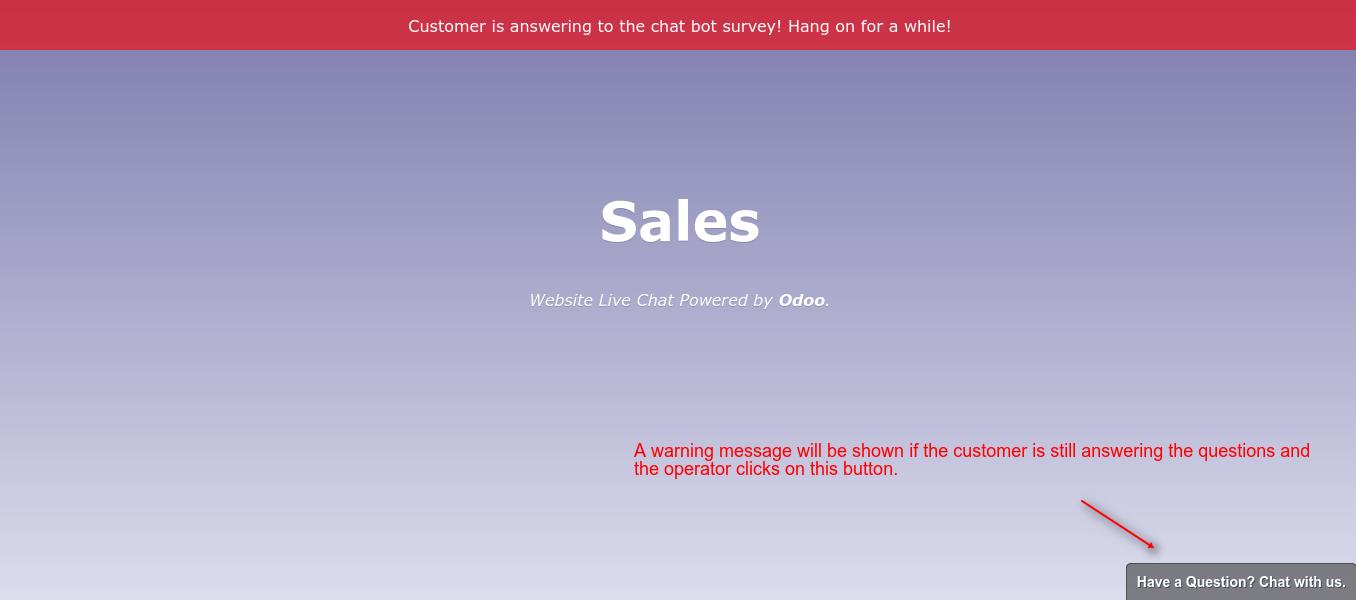 Customer is answering to the chat bot survey! Hang on for a while!
Sales
Website Live Chat Powered by Odoo.
A warning message will be shown if the customer is still answering the questions and
the operator clicks on this button.
Have a Question? Chat with us.